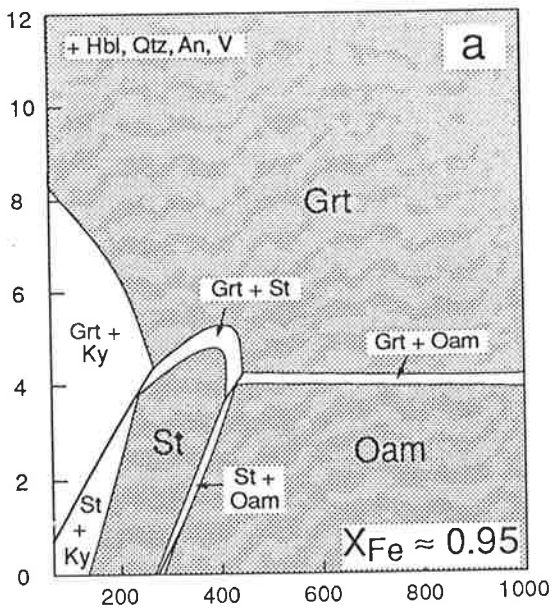 12
+ Hbl, Qtz, An, V
a
10
8
Grt
6
Grt + St
Grt +
Ky
Grt + Oam
4
St
Oam
2
St +
Oam
St
+
Ky
XFe ≈ 0.95
0
200
400
600
800
1000